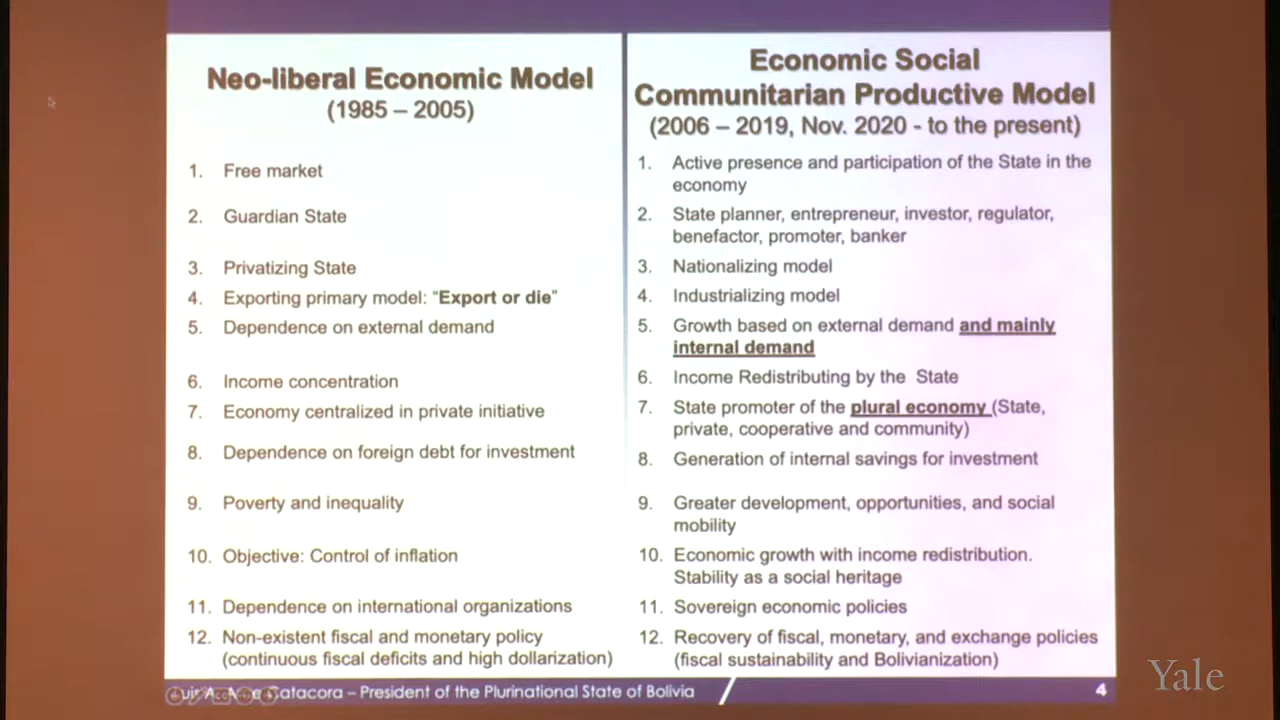 Neo-liberal Economic Model
(1985 – 2005)
1. Free market
2. Guardian State
3. Privatizing State
4. Exporting primary model: “Export or die”
5. Dependence on external demand
6. Income concentration
7. Economy centralized in private initiative
8. Dependence on foreign debt for investment
9. Poverty and inequality
10. Objective: Control of inflation
11. Dependence on international organizations
12. Non-existent fiscal and monetary policy
(continuous fiscal deficits and high dollarization)
Economic Social
Communitarian Productive Model
(2006 – 2019, Nov. 2020 - to the present)
1. Active presence and participation of the State in the
economy
2. State planner, entrepreneur, investor, regulator,
benefactor, promoter, banker
3. Nationalizing model
4. Industrializing model
5. Growth based on external demand and mainly
internal demand
6. Income Redistributing by the State
7. State promoter of the plural economy (State,
private, cooperative and community)
8. Generation of internal savings for investment
9. Greater development, opportunities, and social
mobility
10. Economic growth with income redistribution.
Stability as a social heritage
11. Sovereign economic policies
12. Recovery of fiscal, monetary, and exchange policies
(fiscal sustainability and Bolivianization)
Catacora – President of the Plurinational State of Bolivia
4
Yale